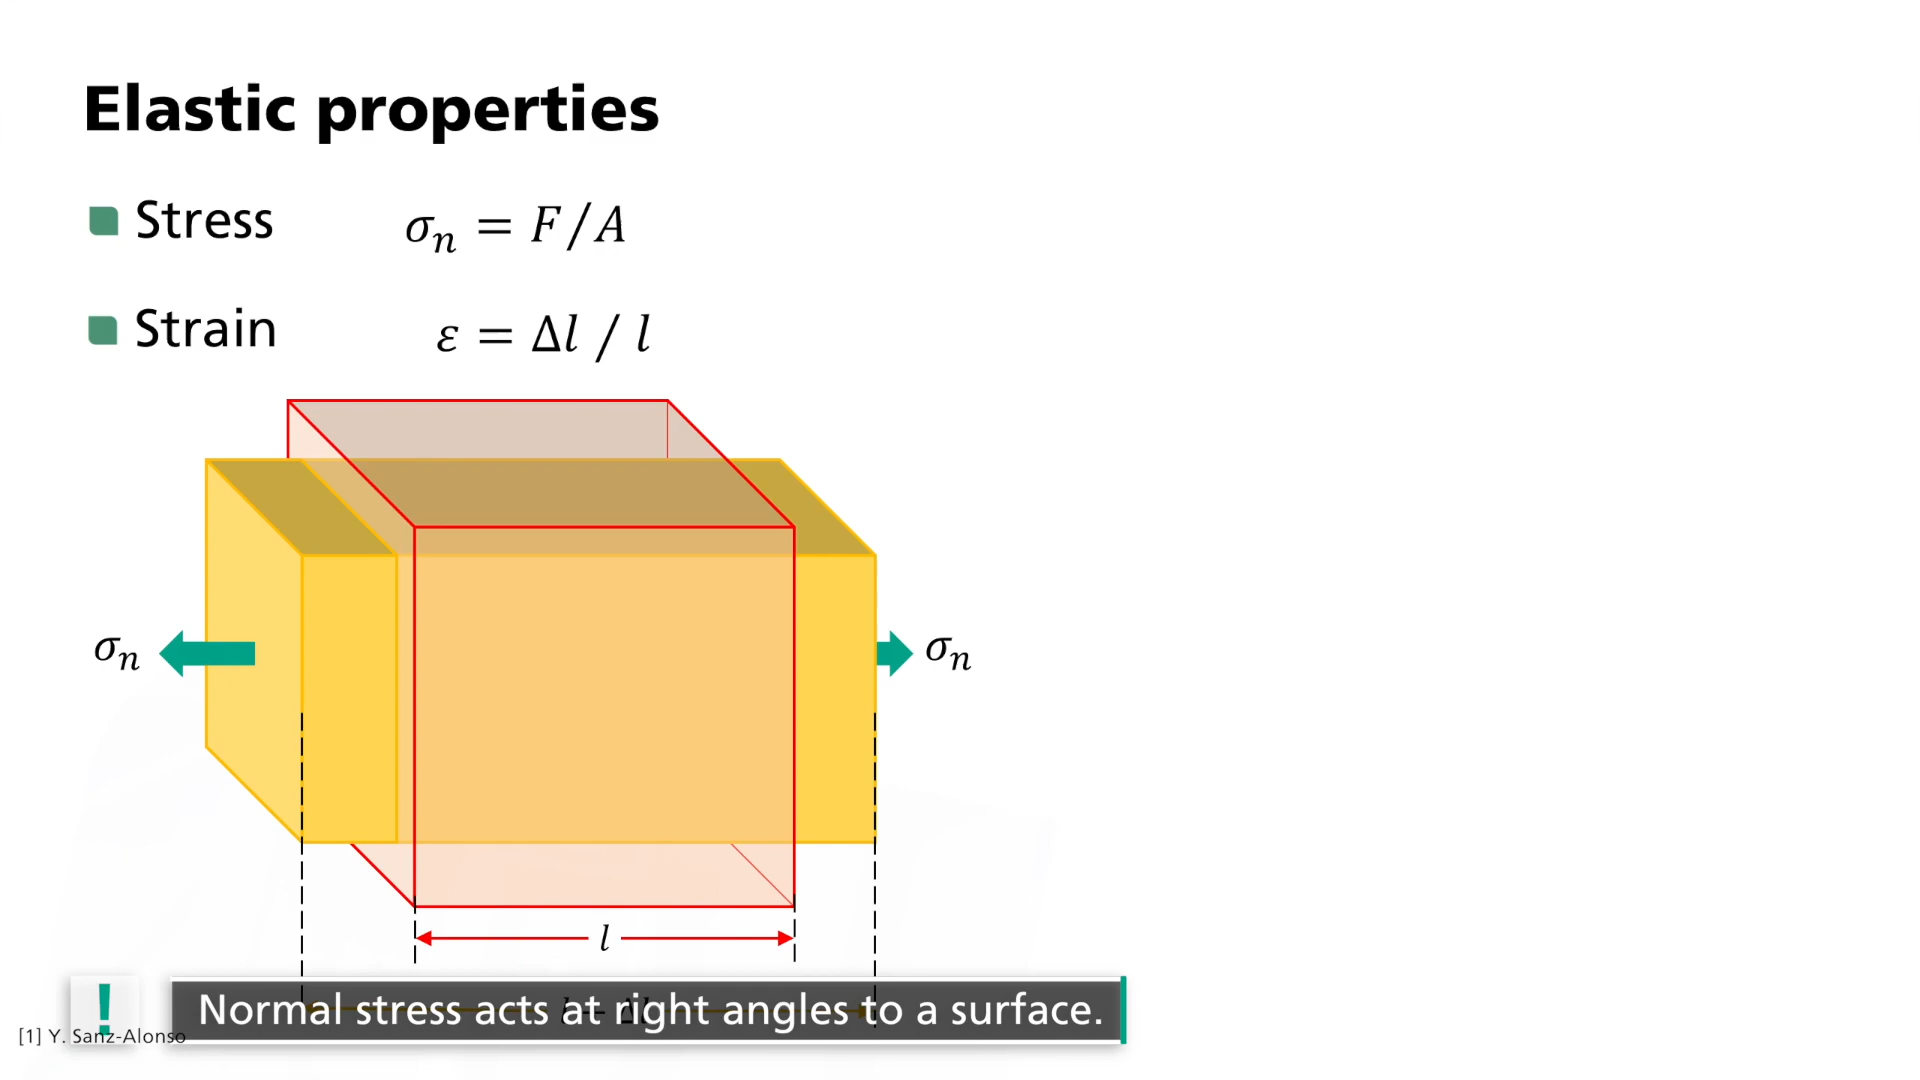 Elastic properties
Stress σₙ = F/A
Strain ε = Δl / l
σₙ
σₙ
l
! Normal stress acts at right angles to a surface.
[1] Y. Sanz-Alonso